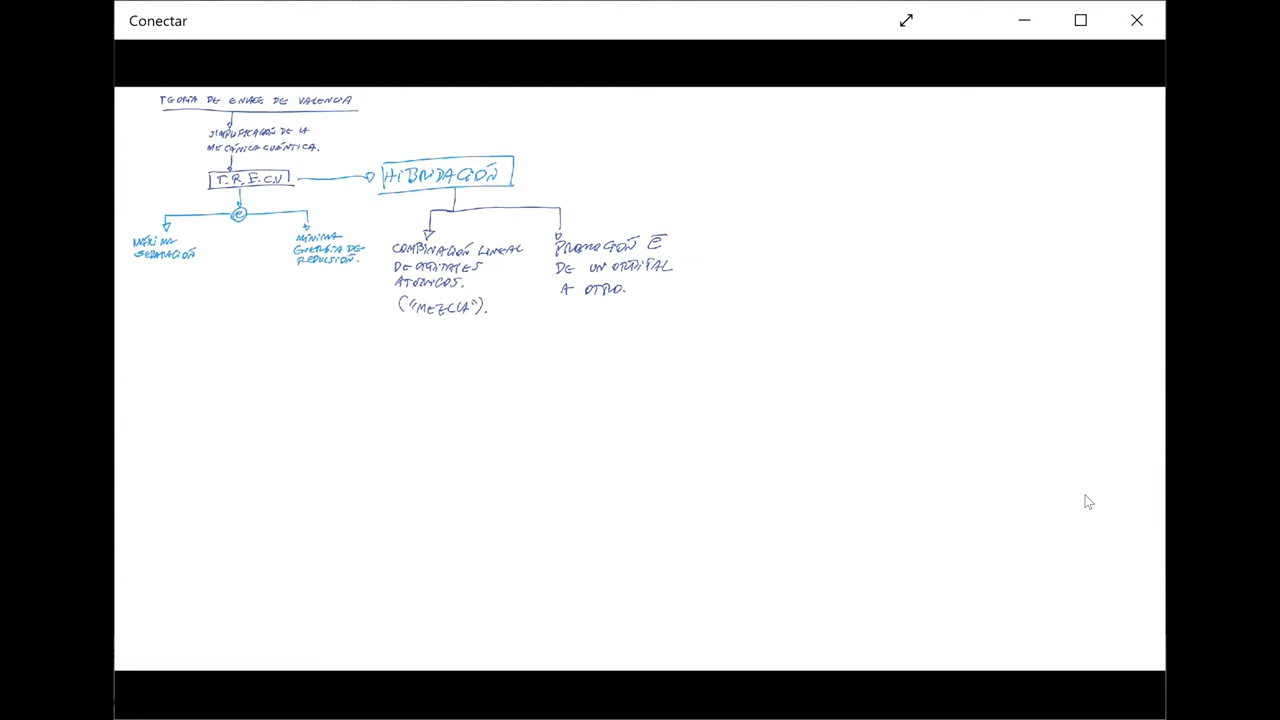 Conectar
TEORÍA DE ENLACE DE VALENCIA
SIMPLIFICACIÓN DE LA
MECÁNICA CUÁNTICA.
T.R.E.C.V
HIBRIDACIÓN
e
MÁXIMA
SEPARACIÓN
MÍNIMA
ENERGÍA DE
REPULSIÓN.
COMBINACIÓN LINEAL
DE ORBITALES
ATÓMICOS.
("MEZCLA").
PROMOCIÓN e̅
DE UN ORBITAL
A OTRO.